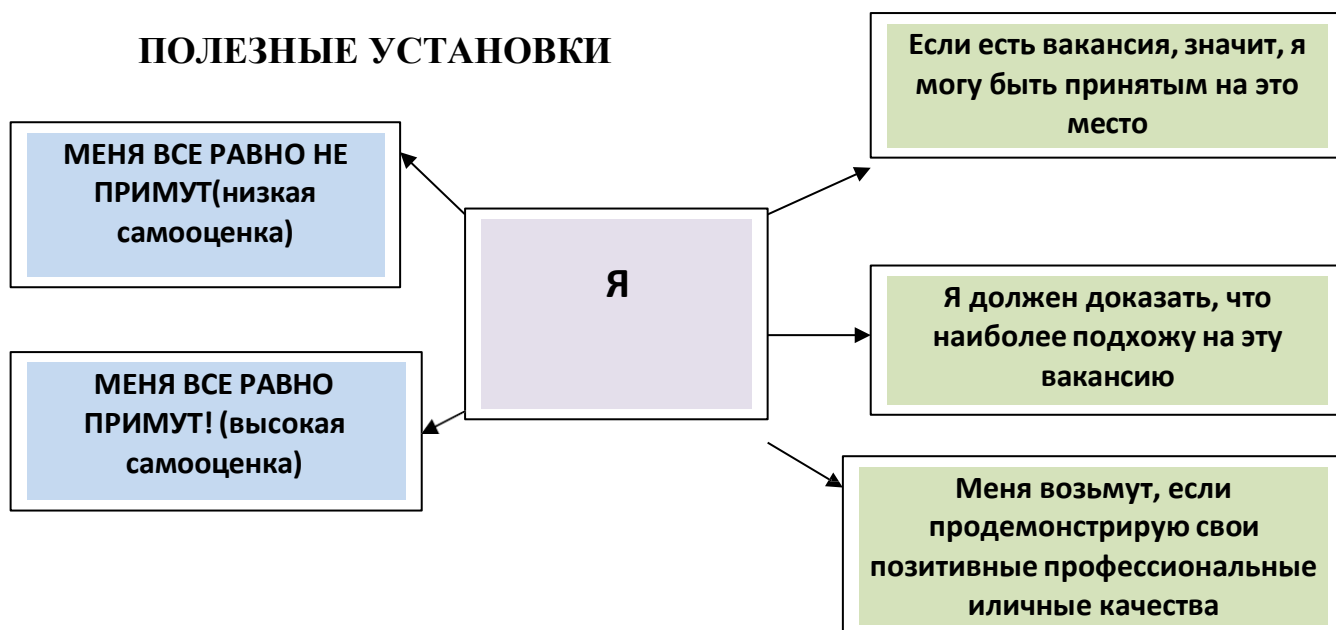 ПОЛЕЗНЫЕ УСТАНОВКИ
МЕНЯ ВСЕ РАВНО НЕ
ПРИМУТ(низкая
самооценка)
МЕНЯ ВСЕ РАВНО
ПРИМУТ! (высокая
самооценка)
Я
Если есть вакансия, значит, я
могу быть принятым на это
место
Я должен доказать, что
наиболее подхожу на эту
вакансию
Меня возьмут, если
продемонстрирую свои
позитивные профессиональные
иличные качества